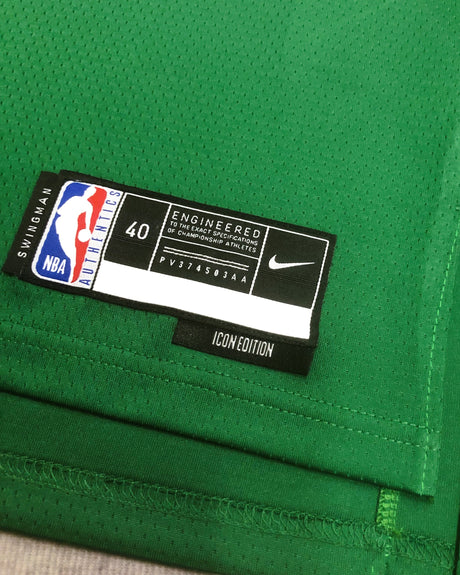 SWINGMAN
NBA
AUTHENTICS
40
ENGINEERED
TO THE EXACT SPECIFICATIONS
OF CHAMPIONSHIP ATHLETES
PV374503AA
ICON EDITION